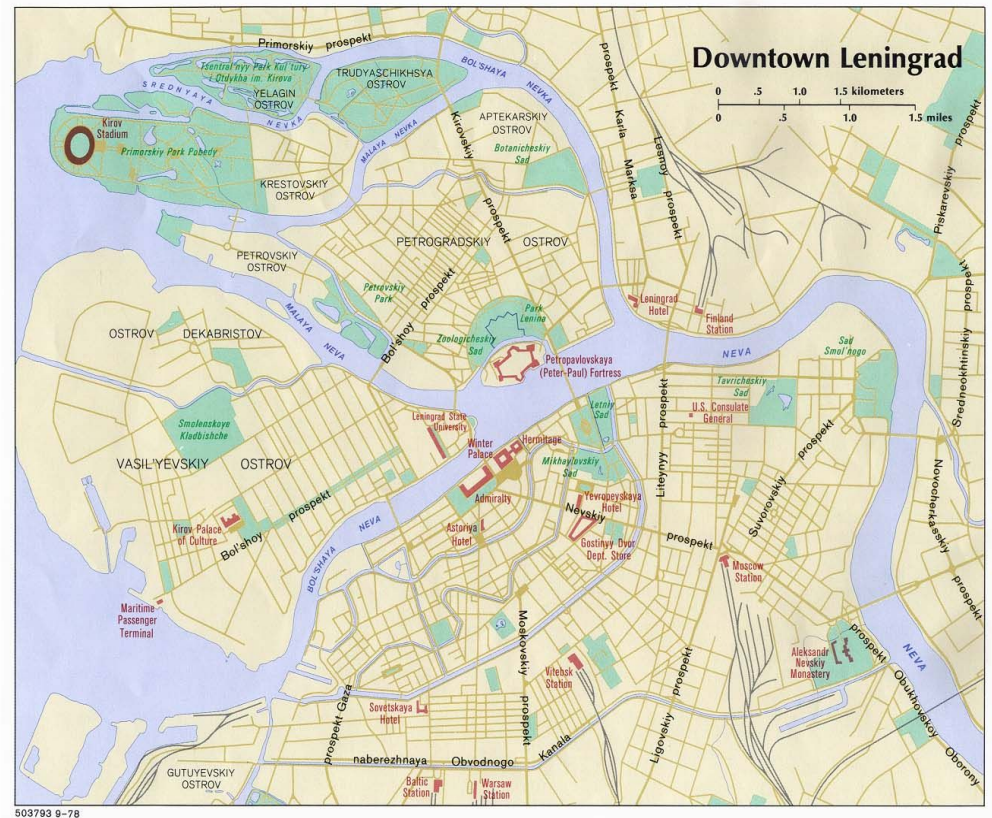 Downtown Leningrad
0 .5 1.0 1.5 kilometers
0 .5 1.0 1.5 miles
Primorskiy prospekt
Tsentral'nyy Park Kul'tury
i Otdykha im. Kirova
YELAGIN
OSTROV
TRUDYASCHIKHSYA
OSTROV
BOL'SHAYA
NEVKA
SREDNYAYA
NEVKA
MALAYA NEVKA
Kirov
Stadium
Primorskiy Park Pobedy
KRESTOVSKIY
OSTROV
Kirovskiy
prospekt
APTEKARSKIY
OSTROV
Botanicheskiy
Sad
prospekt
Karla
Marksa
Lesnoy
prospekt
Piskarevskiy
prospekt
PETROGRADSKIY OSTROV
PETROVSKIY
OSTROV
Petrovskiy
Park
Bol'shoy
prospekt
Park
Lenina
Zoologicheskiy
Sad
Petropavlovskaya
(Peter-Paul) Fortress
Leningrad
Hotel
Finland
Station
MALAYA
NEVA
OSTROV DEKABRISTOV
NEVA
Sad
Smol'nogo
Tavricheskiy
Sad
U.S. Consulate
General
Sredneokhtinskiy
prospekt
Smolenskoye
Kladbishche
VASIL'YEVSKIY OSTROV
Leningrad State
University
Winter
Palace
Hermitage
Letniy
Sad
Mikhaylovskiy
Sad
Admiralty
Astoriya
Hotel
Yevropeyskaya
Hotel
Nevskiy
prospekt
Gostinyy Dvor
Dept. Store
Liteynyy
prospekt
Suvorovskiy
prospekt
Novocherkasskiy
prospekt
Kirov Palace
of Culture
Bol'shoy
prospekt
BOL'SHAYA
NEVA
Maritime
Passenger
Terminal
Moscow
Station
Aleksandr
Nevskiy
Monastery
prospekt
Obukhovskoy
Oborony
NEVA
Moskovskiy
prospekt
Vitebsk
Station
Ligovskiy
prospekt
Sovetskaya
Hotel
prospekt Gaza
naberezhnaya Obvodnogo Kanala
Baltic
Station
Warsaw
Station
GUTUYEVSKIY
OSTROV
503793 9-78